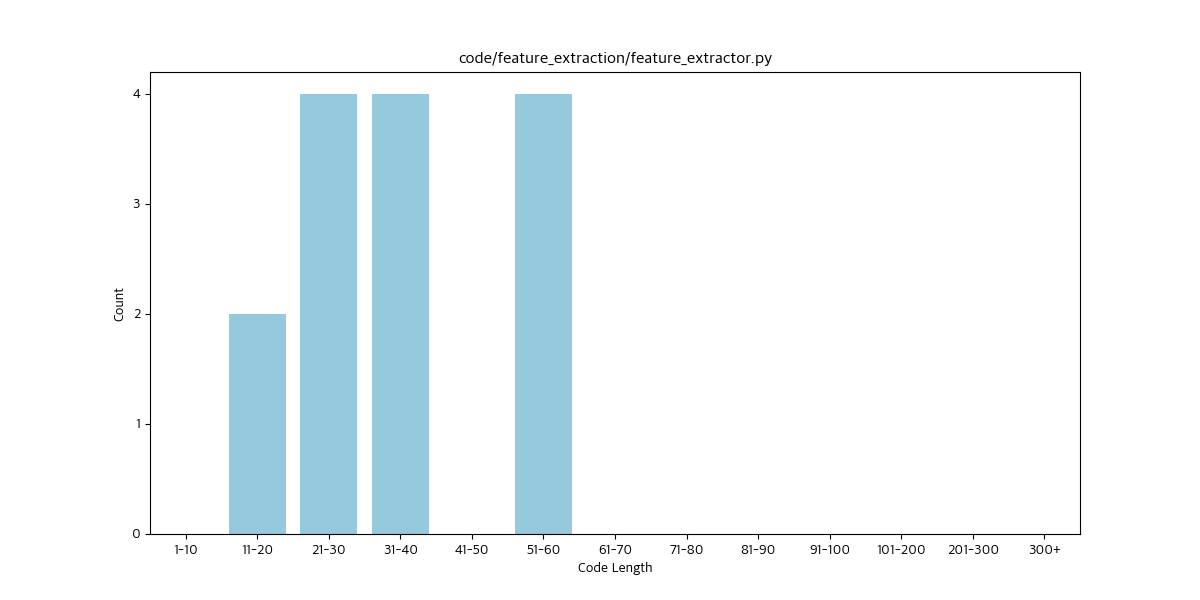 code/feature_extraction/feature_extractor.py
4
3
2
1
0
Count
1-10 11-20 21-30 31-40 41-50 51-60 61-70 71-80 81-90 91-100 101-200 201-300 300+
Code Length